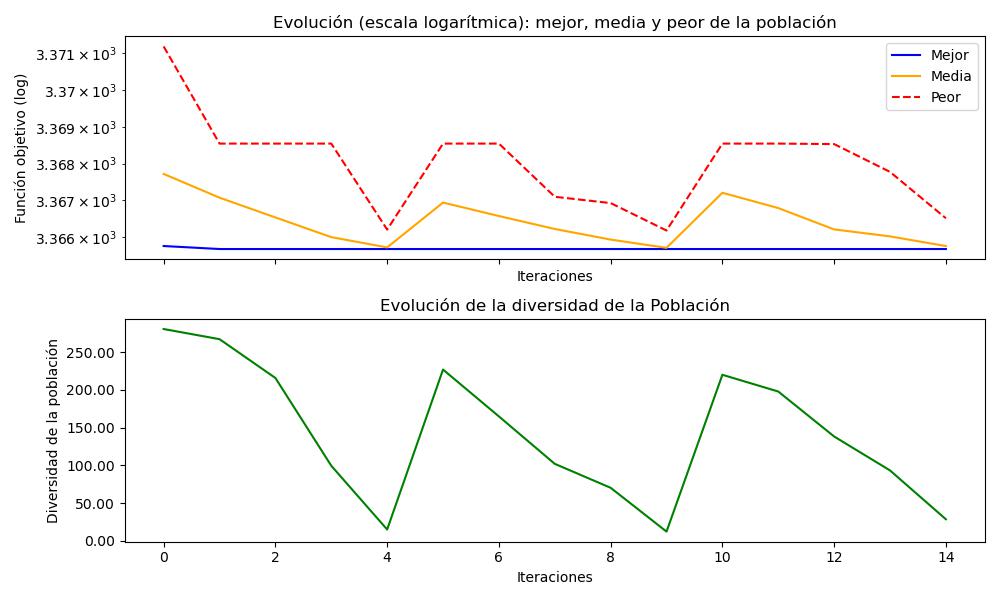 Evolución (escala logarítmica): mejor, media y peor de la población
3.371 × 10³
3.37 × 10³
3.369 × 10³
3.368 × 10³
3.367 × 10³
3.366 × 10³
Función objetivo (log)
Mejor
Media
Peor
Iteraciones
Evolución de la diversidad de la Población
250.00
200.00
150.00
100.00
50.00
0.00
Diversidad de la población
0 2 4 6 8 10 12 14
Iteraciones